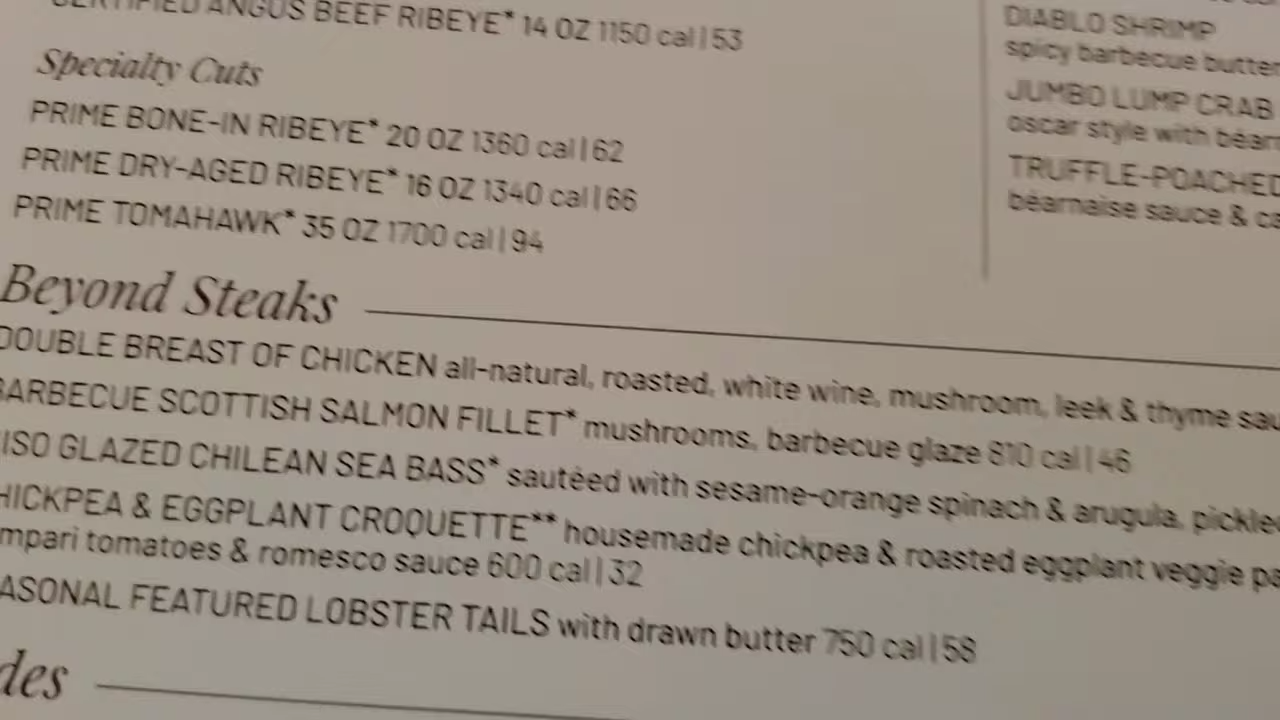 CERTIFIED ANGUS BEEF RIBEYE* 14 OZ 1150 cal | 53
Specialty Cuts
PRIME BONE-IN RIBEYE* 20 OZ 1360 cal | 62
PRIME DRY-AGED RIBEYE* 16 OZ 1340 cal | 66
PRIME TOMAHAWK* 35 OZ 1700 cal | 94
DIABLO SHRIMP
spicy barbecue butter
JUMBO LUMP CRAB
oscar style with
TRUFFLE-POACHED
béarnaise sauce &
Beyond Steaks
DOUBLE BREAST OF CHICKEN all-natural, roasted, white wine, mushroom, leek & thyme
BARBECUE SCOTTISH SALMON FILLET* mushrooms, barbecue glaze 810 cal | 46
ISO GLAZED CHILEAN SEA BASS* sautéed with sesame-orange spinach & arugula,
HICKPEA & EGGPLANT CROQUETTE** housemade chickpea & roasted eggplant veggie
mpari tomatoes & romesco sauce 600 cal | 32
ASONAL FEATURED LOBSTER TAILS with drawn butter 750 cal | 58
des